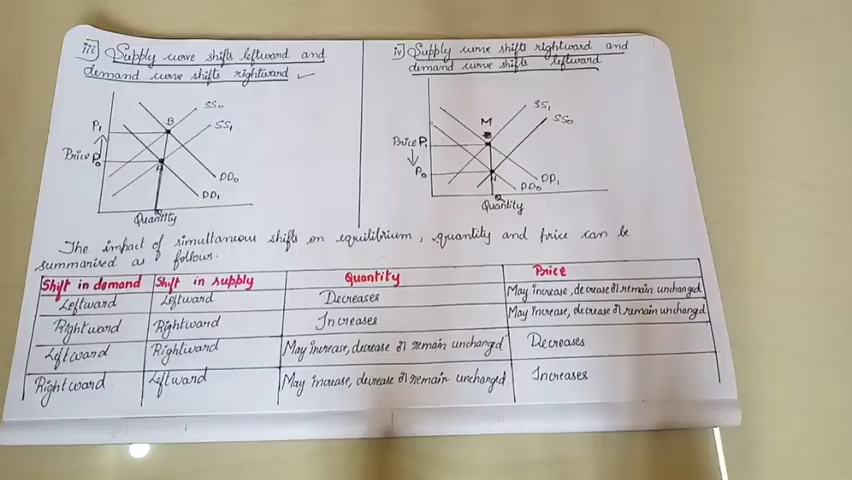 iii) Supply curve shifts leftward and
demand curve shifts rightward
P1
Price P0
B
A
SS0
SS1
DD0
DD1
Quantity
iv) Supply curve shifts rightward and
demand curve shifts leftward
M
Price P1
P0
SS1
SS0
DD1
DD0
Quantity
The impact of simultaneous shifts on equilibrium, quantity and price can be
summarised as follows.
Shift in demand Shift in supply Quantity Price
Leftward Leftward Decreases May increase, decrease or remain unchanged
Rightward Rightward Increases May increase, decrease or remain unchanged
Leftward Rightward May increase, decrease or remain unchanged Decreases
Rightward Leftward May increase, decrease or remain unchanged Increases